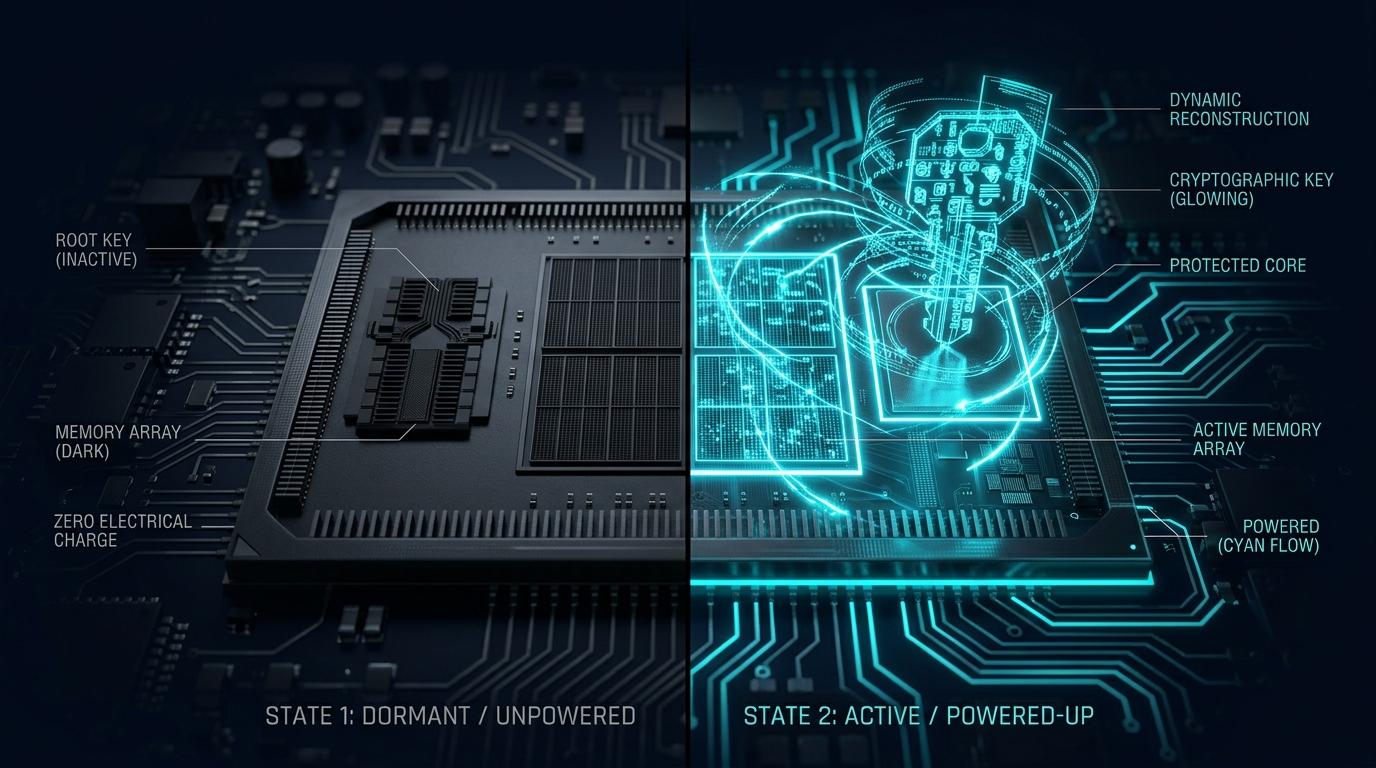 ROOT KEY
(INACTIVE)
MEMORY ARRAY
(DARK)
ZERO ELECTRICAL
CHARGE
STATE 1: DORMANT / UNPOWERED
DYNAMIC
RECONSTRUCTION
CRYPTOGRAPHIC KEY
(GLOWING)
PROTECTED CORE
ACTIVE MEMORY
ARRAY
POWERED
(CYAN FLOW)
STATE 2: ACTIVE / POWERED-UP